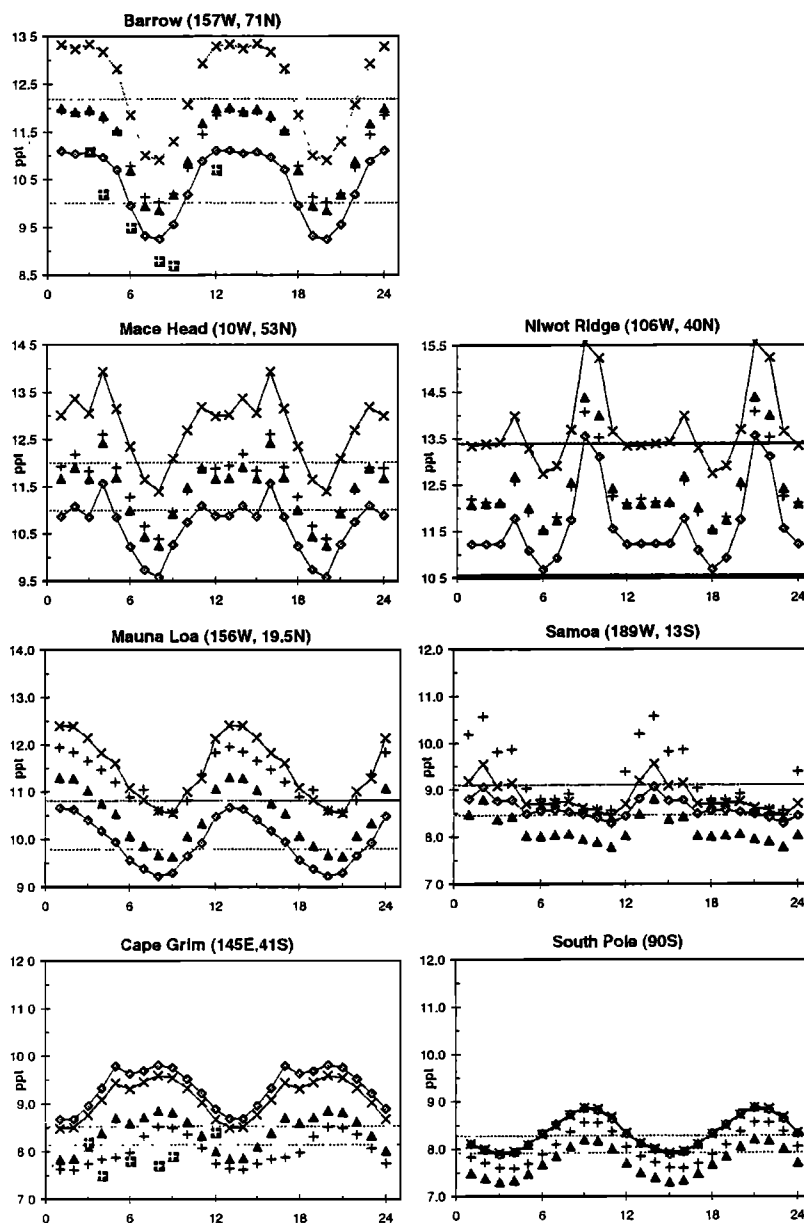 Barrow (157W, 71N)
13 5
12.5
11.5
10.5
9 5
8.5
ppt
0 6 12 18 24
Mace Head (10W, 53N)
14 5
13.5
12.5
11.5
10.5
9.5
ppt
0 6 12 18 24
Niwot Ridge (106W, 40N)
15.5
14.5
13.5
12.5
11.5
10 5
ppt
0 6 12 18 24
Mauna Loa (156W, 19.5N)
14.0
13.0
12.0
11.0
10.0
9 0
ppt
0 6 12 18 24
Samoa (189W, 13S)
12.0
11.0
10.0
9.0
8.0
7 0
ppt
0 6 12 18 24
Cape Grim (145E,41S)
12 0
11 0
10 0
9 0
8 0
7 0
ppt
0 6 12 18 24
South Pole (90S)
12.0
11.0
10.0
9.0
8.0
7.0
ppt
0 6 12 18 24